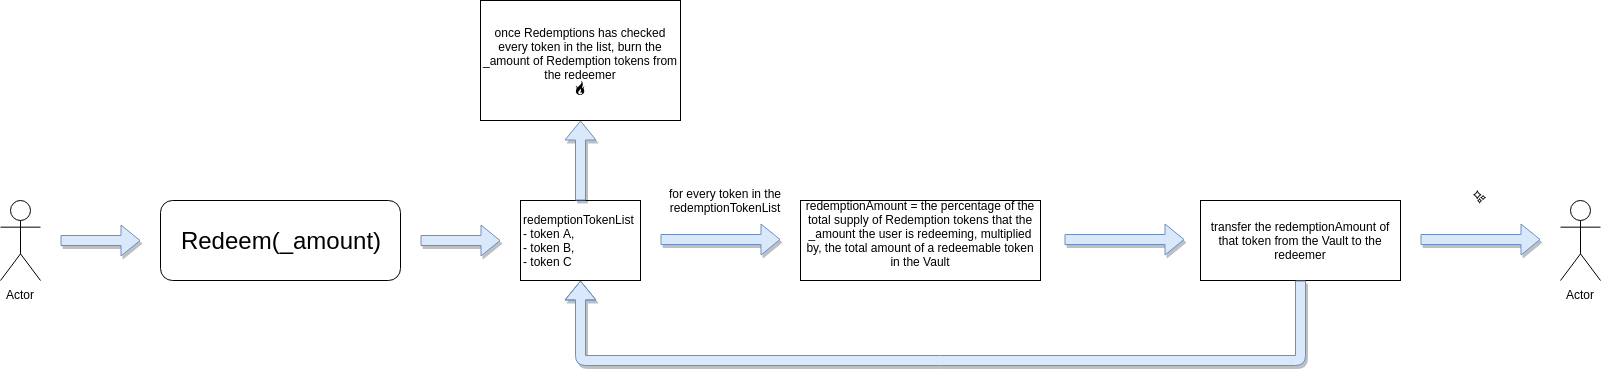 once Redemptions has checked
every token in the list, burn the
_amount of Redemption tokens from
the redeemer
for every token in the
redemptionTokenList
Redeem(_amount)
redemptionTokenList
- token A,
- token B,
- token C
redemptionAmount = the percentage of the
total supply of Redemption tokens that the
_amount the user is redeeming, multiplied
by, the total amount of a redeemable token
in the Vault
transfer the redemptionAmount of
that token from the Vault to the
redeemer
Actor
Actor